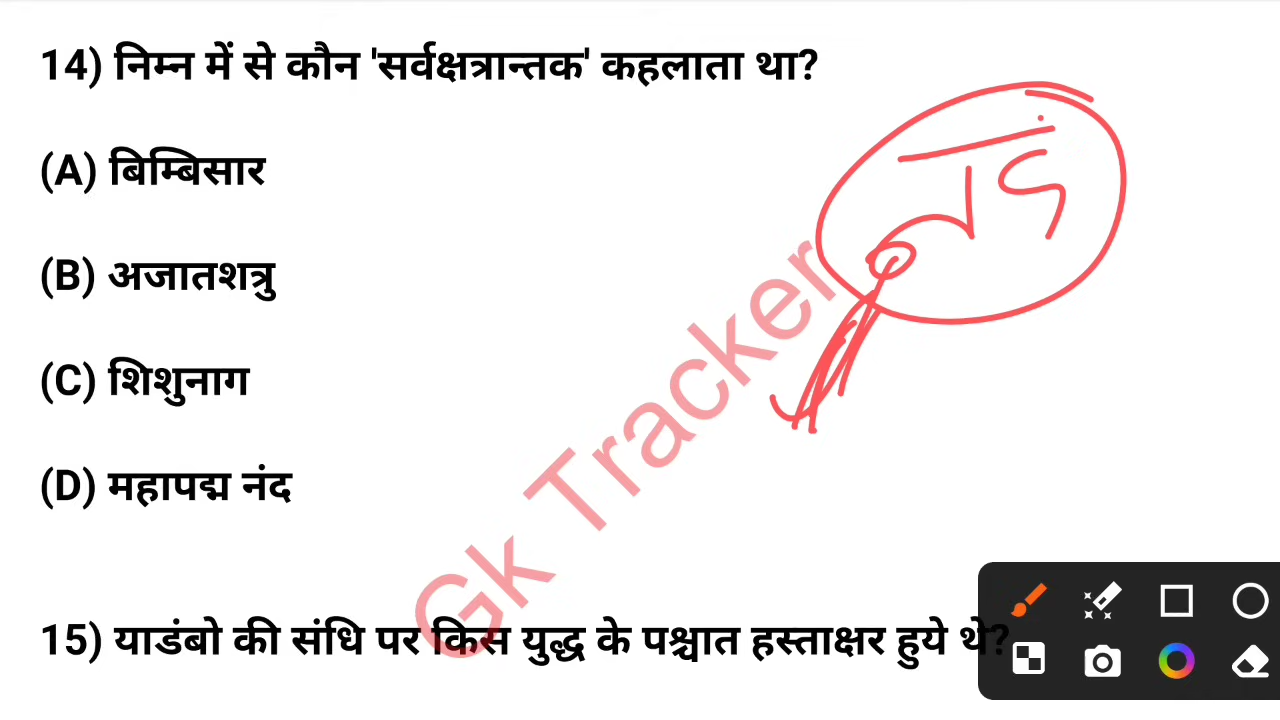 14) निम्न में से कौन 'सर्वक्षत्रान्तक' कहलाता था?
(A) बिम्बिसार
(B) अजातशत्रु
(C) शिशुनाग
(D) महापद्म नंद
नंद
Gk Tracker
15) याडंबो की संधि पर किस युद्ध के पश्चात हस्ताक्षर हुये थे?